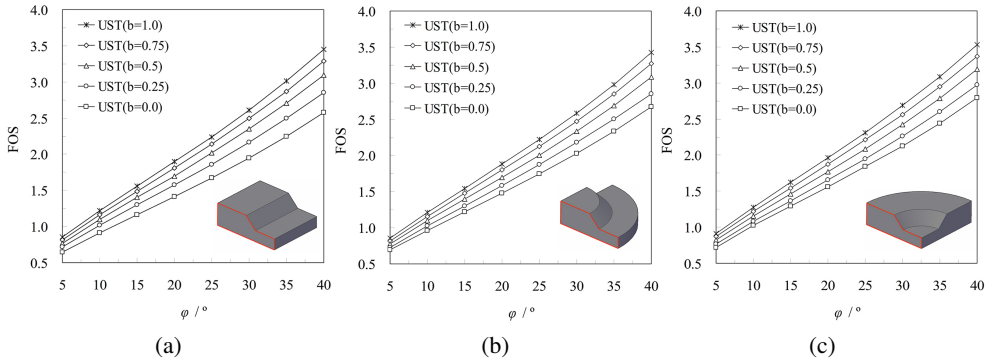 4.0
3.5
3.0
2.5
2.0
1.5
1.0
0.5
FOS
UST(b=1.0)
UST(b=0.75)
UST(b=0.5)
UST(b=0.25)
UST(b=0.0)
5 10 15 20 25 30 35 40
φ / º
(a)
4.0
3.5
3.0
2.5
2.0
1.5
1.0
0.5
FOS
UST(b=1.0)
UST(b=0.75)
UST(b=0.5)
UST(b=0.25)
UST(b=0.0)
5 10 15 20 25 30 35 40
φ / º
(b)
4.0
3.5
3.0
2.5
2.0
1.5
1.0
0.5
FOS
UST(b=1.0)
UST(b=0.75)
UST(b=0.5)
UST(b=0.25)
UST(b=0.0)
5 10 15 20 25 30 35 40
φ / º
(c)